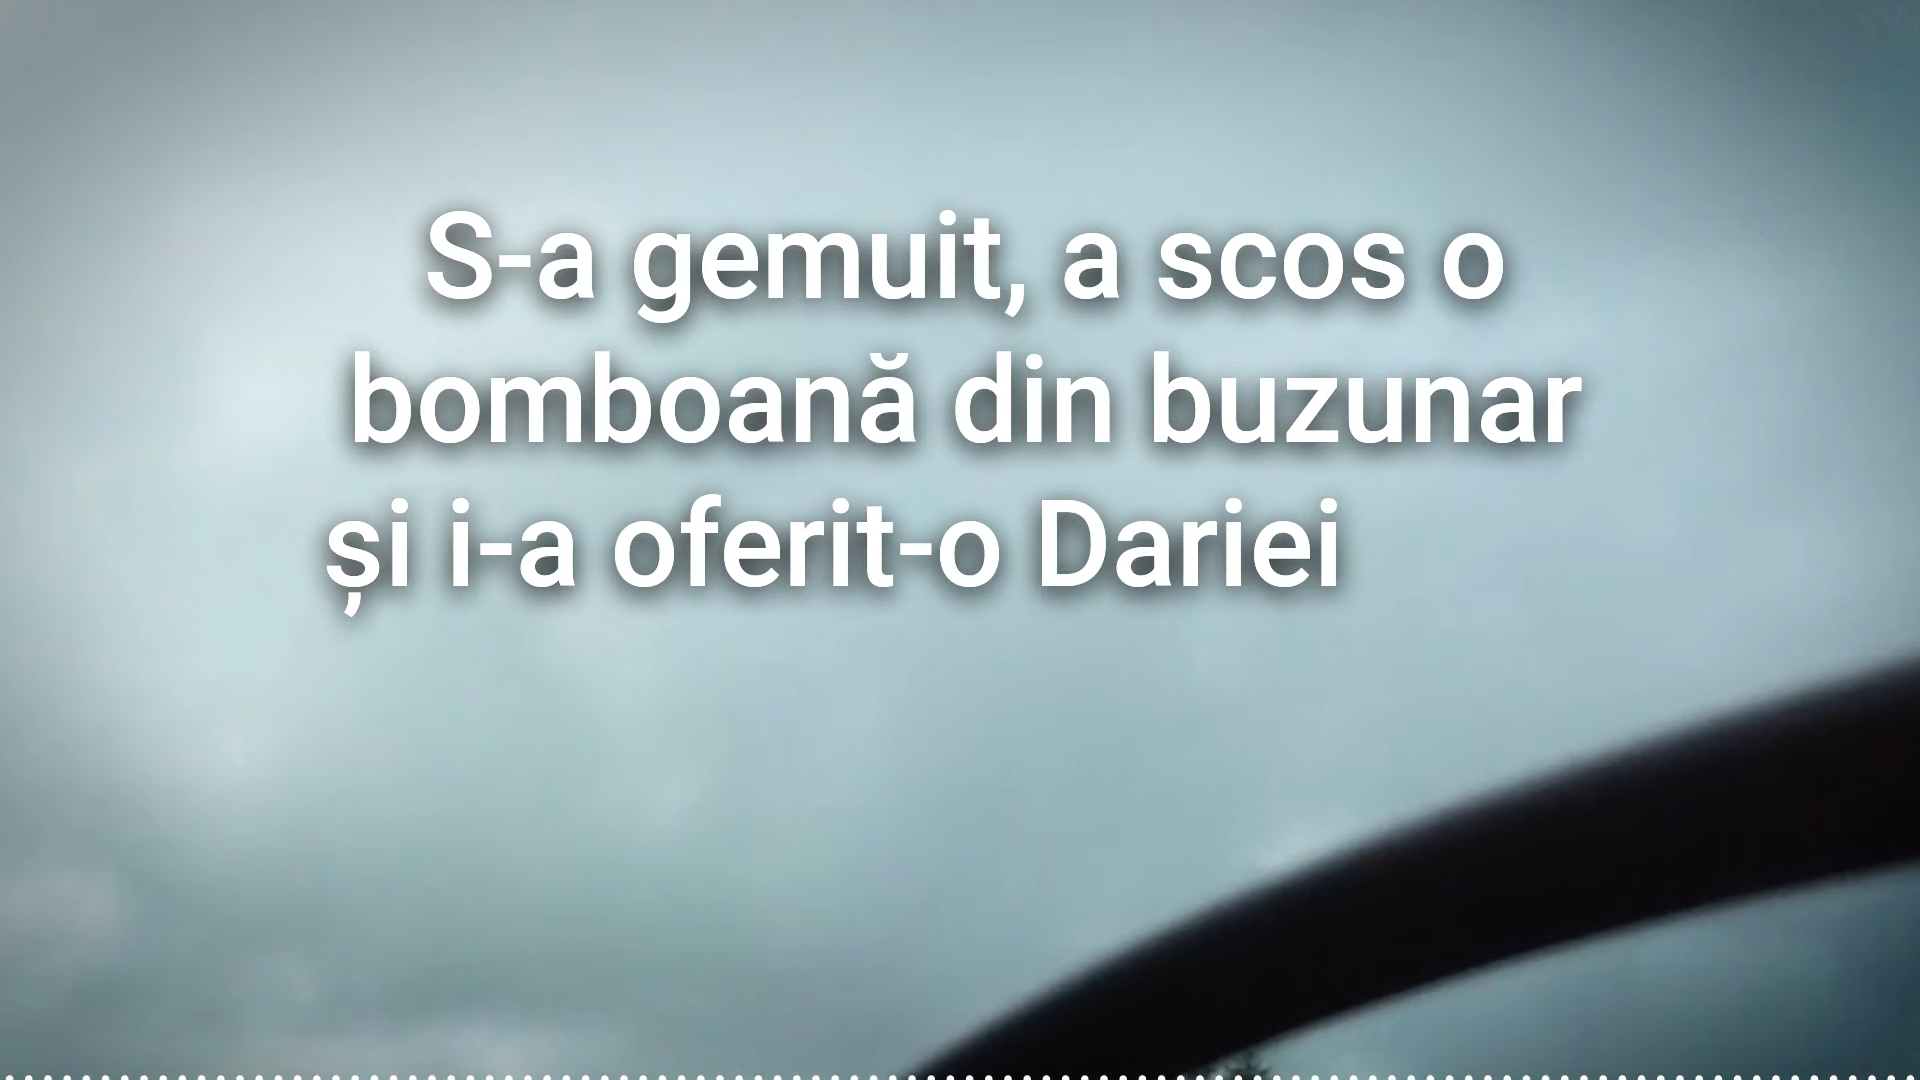 S-a gemuit, a scos o
bomboană din buzunar
și i-a oferit-o Dariei